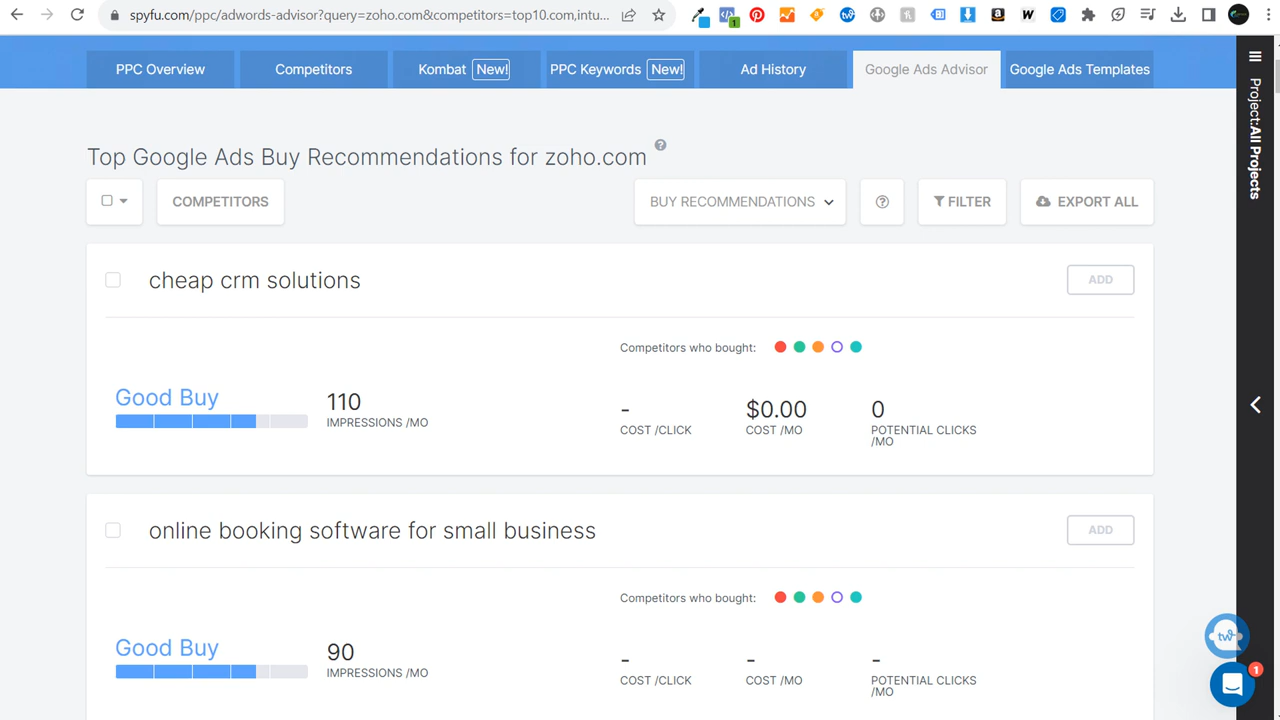 spyfu.com/ppc/adwords-advisor?query=zoho.com&competitors=top10.com,intu...
PPC Overview
Competitors
Kombat New!
PPC Keywords New!
Ad History
Google Ads Advisor
Google Ads Templates
Project:All Projects
Top Google Ads Buy Recommendations for zoho.com ?
COMPETITORS
BUY RECOMMENDATIONS
?
FILTER
EXPORT ALL
cheap crm solutions
ADD
Competitors who bought:
Good Buy
110
IMPRESSIONS /MO
-
COST /CLICK
$0.00
COST /MO
0
POTENTIAL CLICKS
/MO
online booking software for small business
ADD
Competitors who bought:
Good Buy
90
IMPRESSIONS /MO
-
COST /CLICK
-
COST /MO
-
POTENTIAL CLICKS
/MO
tw
1